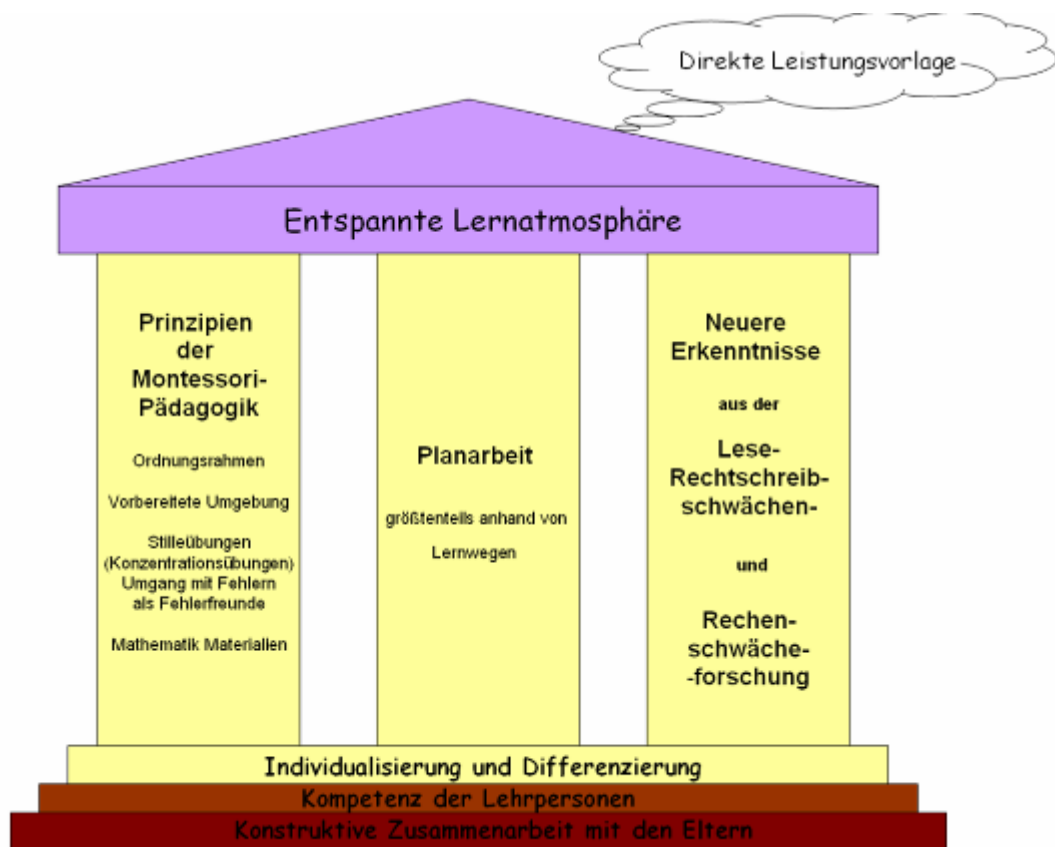 Direkte Leistungsvorlage
Entspannte Lernatmosphäre
Prinzipien
der
Montessori-
Pädagogik
Ordnungsrahmen
Vorbereitete Umgebung
Stilleübungen
(Konzentrationsübungen)
Umgang mit Fehlern
als Fehlerfreunde
Mathematik Materialien
Planarbeit
größtenteils anhand von
Lernwegen
Neuere
Erkenntnisse
aus der
Lese-
Rechtschreib-
schwächen-
und
Rechen-
schwäche-
-forschung
Individualisierung und Differenzierung
Kompetenz der Lehrpersonen
Konstruktive Zusammenarbeit mit den Eltern